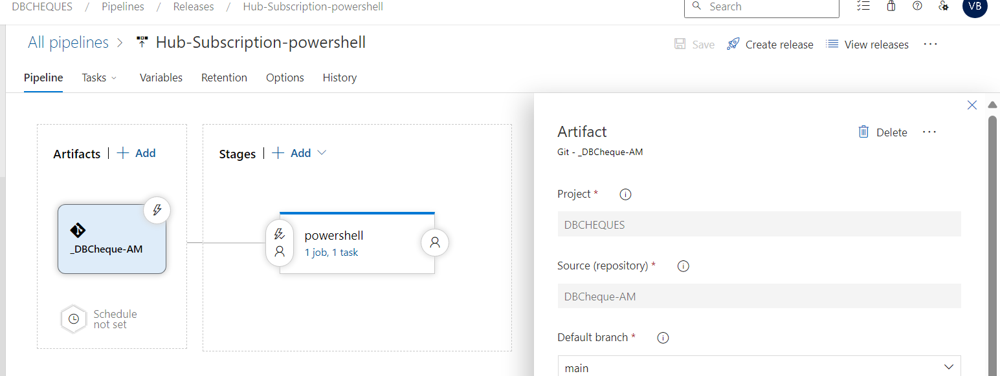 DBCHEQUES / Pipelines / Releases / Hub-Subscription-powershell
Search
VB
All pipelines > Hub-Subscription-powershell
Save Create release View releases ...
Pipeline Tasks Variables Retention Options History
Artifacts | + Add
Stages | + Add
_DBCheque-AM
powershell
1 job, 1 task
Schedule
not set
Artifact
Delete ...
Git - _DBCheque-AM
Project *
DBCHEQUES
Source (repository) *
DBCheque-AM
Default branch *
main